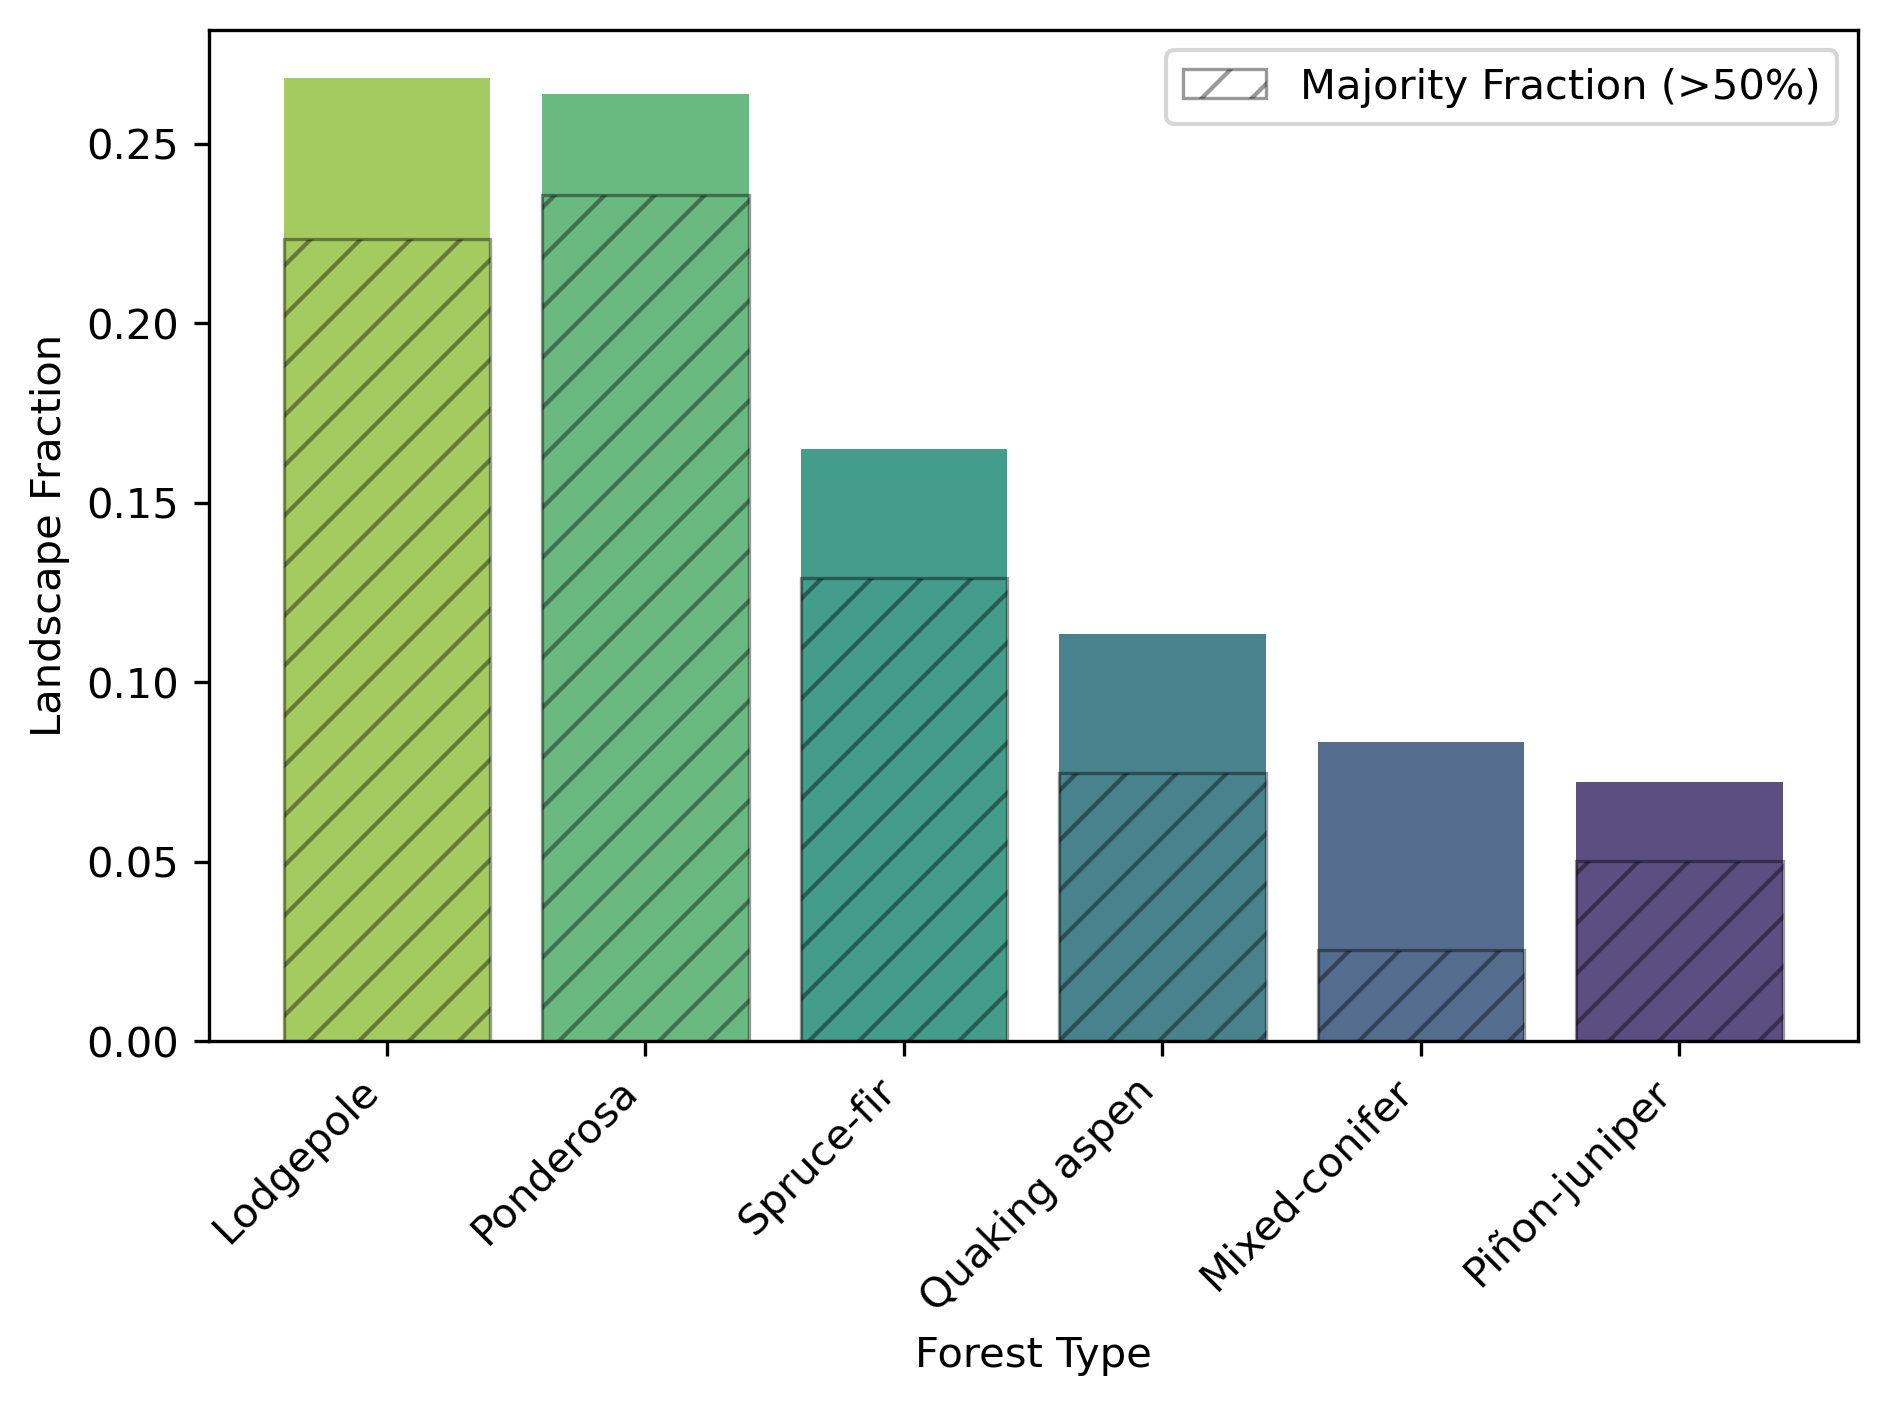 Majority Fraction (>50%)
Landscape Fraction
0.25
0.20
0.15
0.10
0.05
0.00
Lodgepole
Ponderosa
Spruce-fir
Quaking aspen
Mixed-conifer
Piñon-juniper
Forest Type